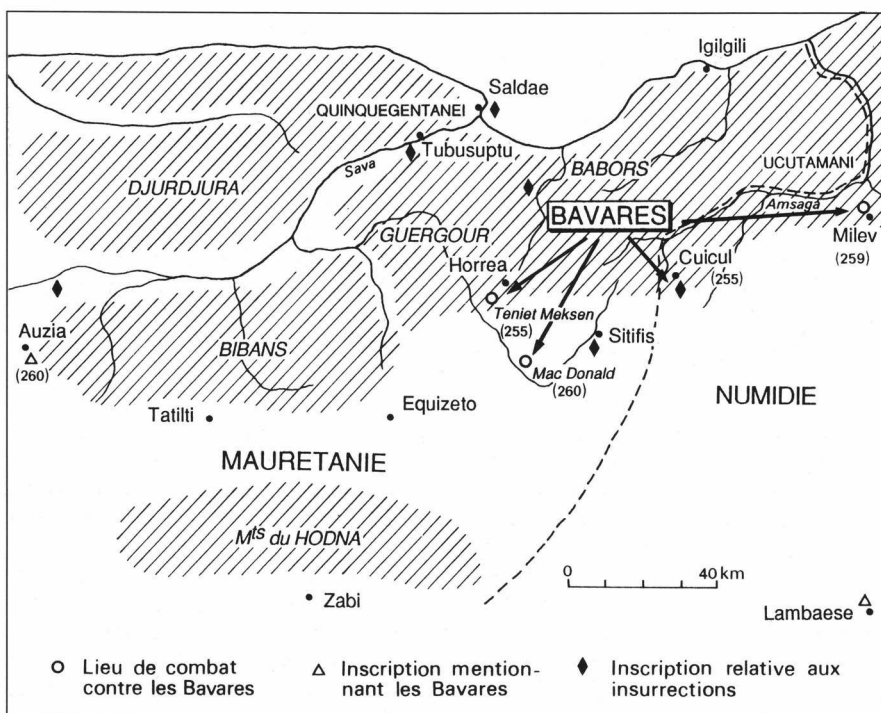 Igilgili
Saldae
QUINQUEGENTANEI
Tubusuptu
Sava
UCUTAMANI
BABORS
DJURDJURA
Amsaga
BAVARES
Milev
(259)
GUERGOUR
Horrea
Cuicul
(255)
Teniet Meksen
(255)
Sitifis
Auzia
(260)
BIBANS
Mac Donald
(260)
Tatilti
Equizeto
NUMIDIE
MAURETANIE
Mts du HODNA
0 40 km
Zabi
Lambaese
Lieu de combat
contre les Bavares
Inscription mention-
nant les Bavares
Inscription relative aux
insurrections